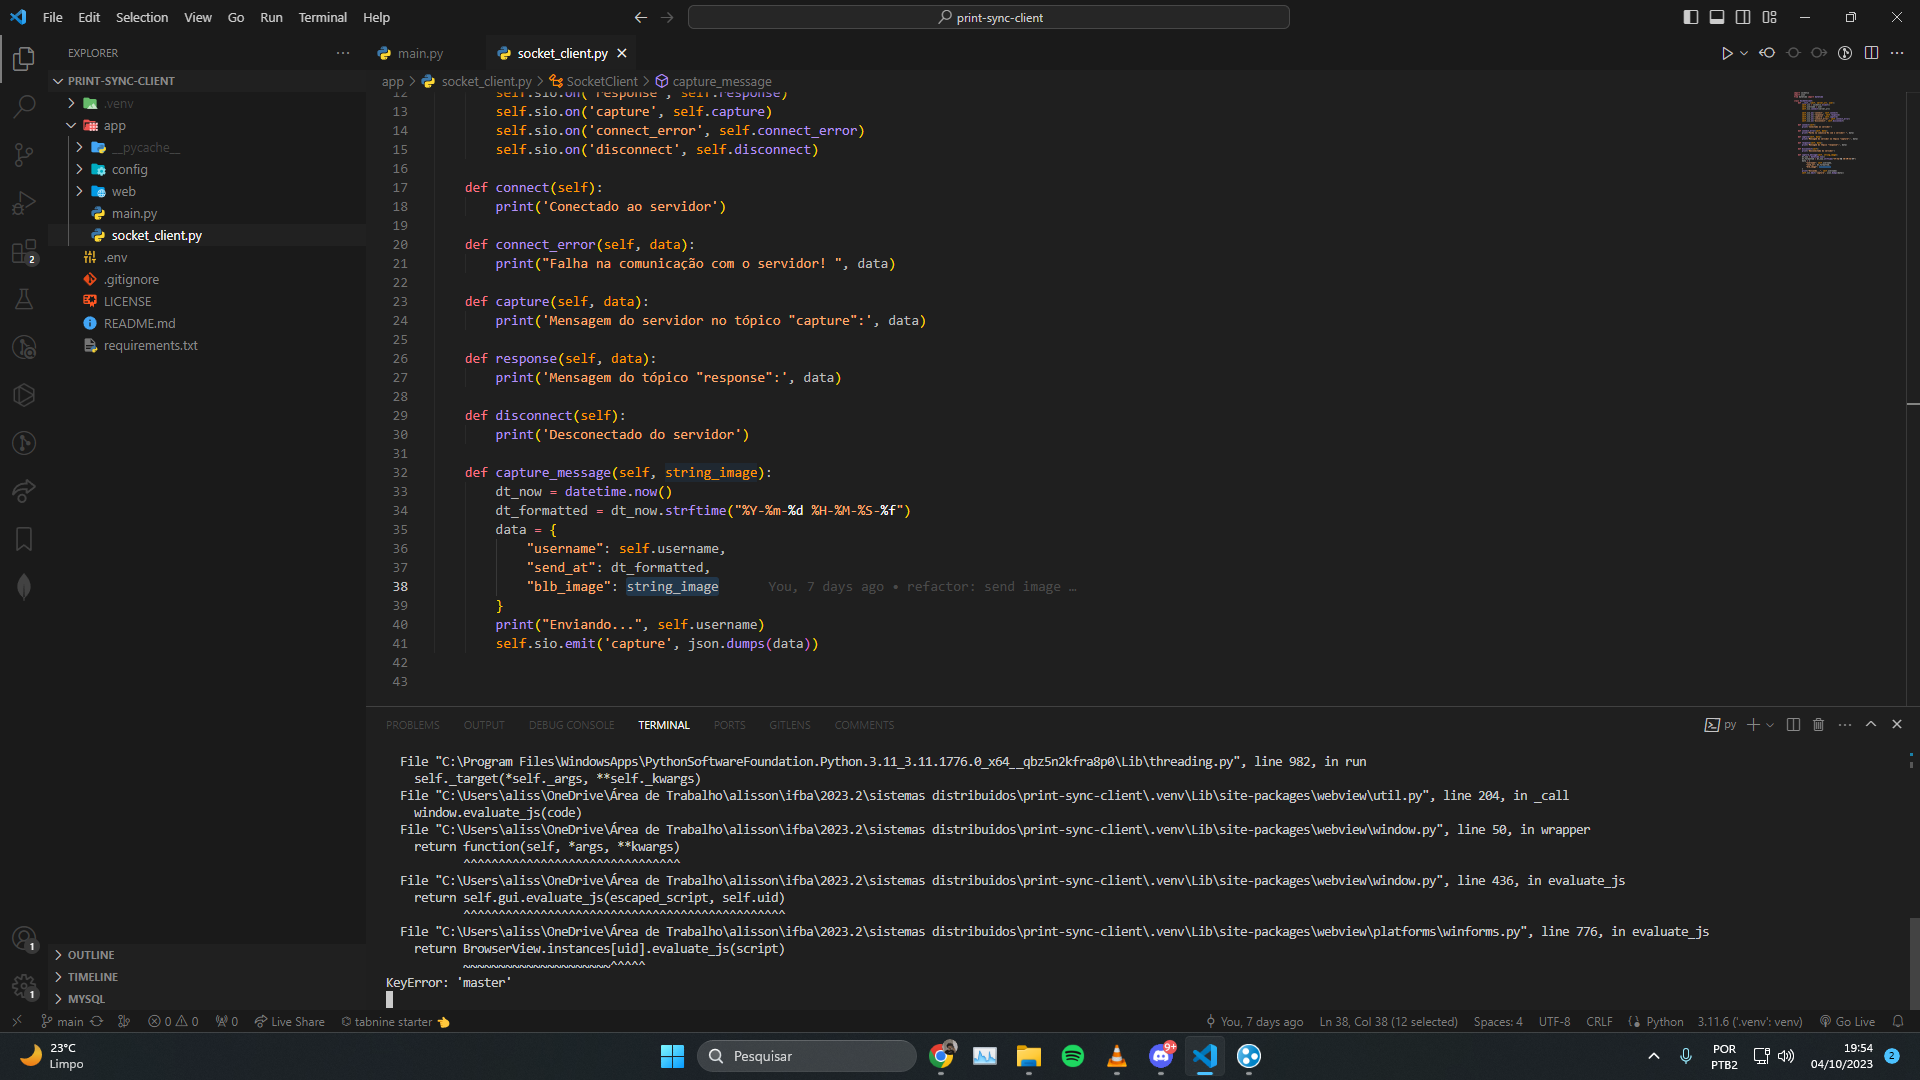 File Edit Selection View Go Run Terminal Help
print-sync-client
EXPLORER
PRINT-SYNC-CLIENT
.venv
app
__pycache__
config
web
main.py
socket_client.py
.env
.gitignore
LICENSE
README.md
requirements.txt
OUTLINE
TIMELINE
MYSQL
2
1
1
main.py
socket_client.py
app > socket_client.py > SocketClient > capture_message
12 self.sio.on('response', self.response)
13 self.sio.on('capture', self.capture)
14 self.sio.on('connect_error', self.connect_error)
15 self.sio.on('disconnect', self.disconnect)
16
17 def connect(self):
18 print('Conectado ao servidor')
19
20 def connect_error(self, data):
21 print("Falha na comunicação com o servidor! ", data)
22
23 def capture(self, data):
24 print('Mensagem do servidor no tópico "capture":', data)
25
26 def response(self, data):
27 print('Mensagem do tópico "response":', data)
28
29 def disconnect(self):
30 print('Desconectado do servidor')
31
32 def capture_message(self, string_image):
33 dt_now = datetime.now()
34 dt_formatted = dt_now.strftime("%Y-%m-%d %H-%M-%S-%f")
35 data = {
36 "username": self.username,
37 "send_at": dt_formatted,
38 "blb_image": string_image You, 7 days ago • refactor: send image …
39 }
40 print("Enviando...", self.username)
41 self.sio.emit('capture', json.dumps(data))
42
43
PROBLEMS OUTPUT DEBUG CONSOLE TERMINAL PORTS GITLENS COMMENTS
py
File "C:\Program Files\WindowsApps\PythonSoftwareFoundation.Python.3.11_3.11.1776.0_x64__qbz5n2kfra8p0\Lib\threading.py", line 982, in run
self._target(*self._args, **self._kwargs)
File "C:\Users\aliss\OneDrive\Área de Trabalho\alisson\ifba\2023.2\sistemas distribuidos\print-sync-client\.venv\Lib\site-packages\webview\util.py", line 204, in _call
window.evaluate_js(code)
File "C:\Users\aliss\OneDrive\Área de Trabalho\alisson\ifba\2023.2\sistemas distribuidos\print-sync-client\.venv\Lib\site-packages\webview\window.py", line 50, in wrapper
return function(self, *args, **kwargs)
^^^^^^^^^^^^^^^^^^^^^^^^^^^^^^^
File "C:\Users\aliss\OneDrive\Área de Trabalho\alisson\ifba\2023.2\sistemas distribuidos\print-sync-client\.venv\Lib\site-packages\webview\window.py", line 436, in evaluate_js
return self.gui.evaluate_js(escaped_script, self.uid)
^^^^^^^^^^^^^^^^^^^^^^^^^^^^^^^^^^^^^^^^^^^^^^
File "C:\Users\aliss\OneDrive\Área de Trabalho\alisson\ifba\2023.2\sistemas distribuidos\print-sync-client\.venv\Lib\site-packages\webview\platforms\winforms.py", line 776, in evaluate_js
return BrowserView.instances[uid].evaluate_js(script)
~~~~~~~~~~~~~~~~~~~~~^^^^^
KeyError: 'master'
main 0 0 0 Live Share tabnine starter You, 7 days ago Ln 38, Col 38 (12 selected) Spaces: 4 UTF-8 CRLF Python 3.11.6 ('.venv': venv) Go Live
23°C
Limpo
Pesquisar
9+
POR
PTB2
19:54
04/10/2023
2